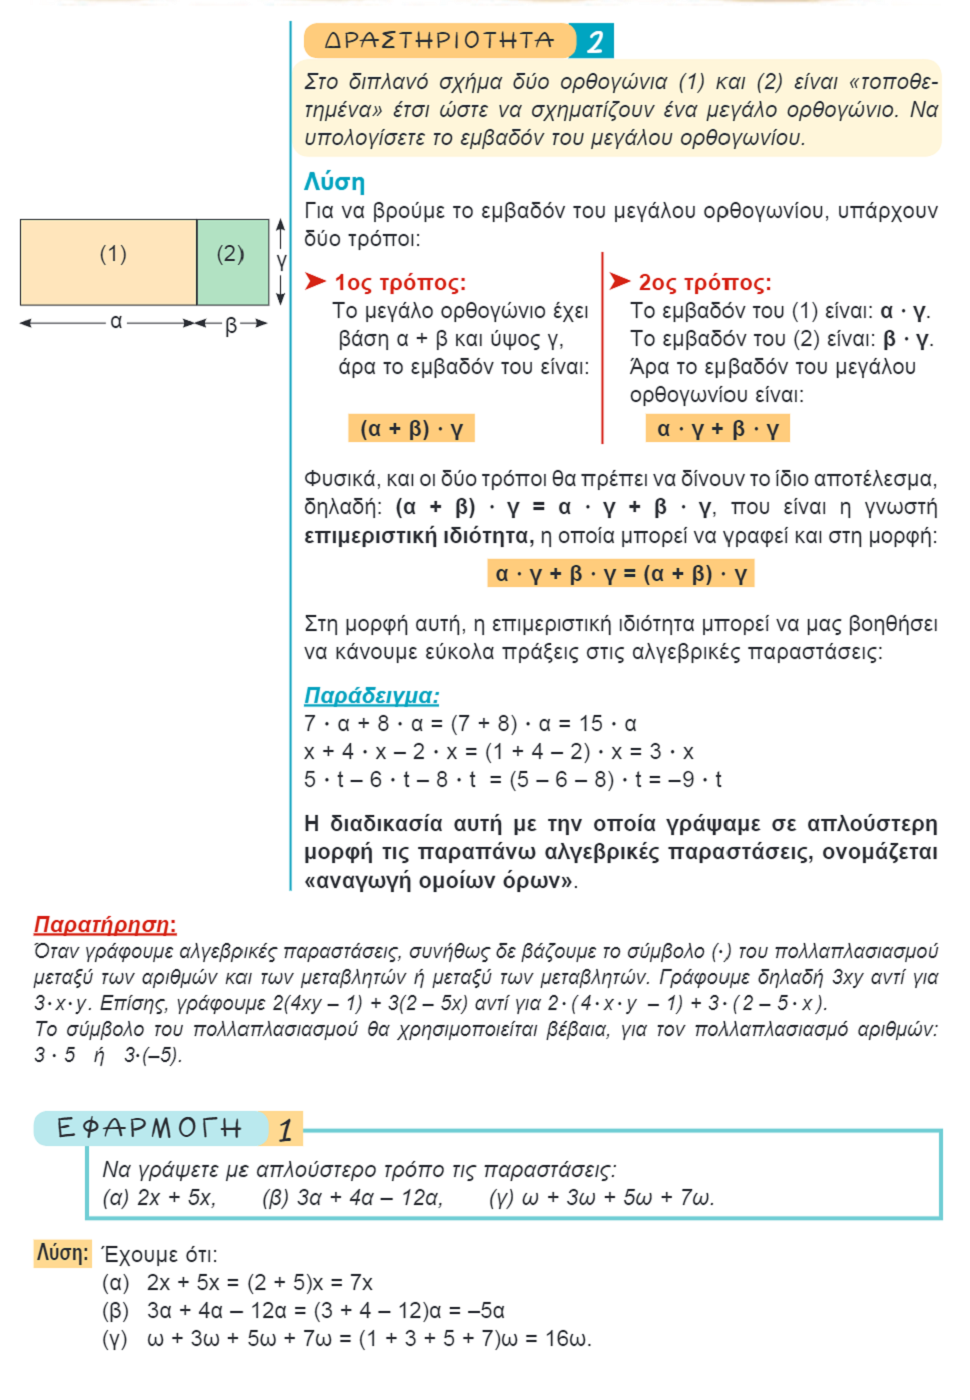 ΔΡΑΣΤΗΡΙΟΤΗΤΑ 2
Στο διπλανό σχήμα δύο ορθογώνια (1) και (2) είναι «τοποθε-
τημένα» έτσι ώστε να σχηματίζουν ένα μεγάλο ορθογώνιο. Να
υπολογίσετε το εμβαδόν του μεγάλου ορθογωνίου.
(1)
(2)
γ
α
β
Λύση
Για να βρούμε το εμβαδόν του μεγάλου ορθογωνίου, υπάρχουν
δύο τρόποι:
➤ 1ος τρόπος:
Το μεγάλο ορθογώνιο έχει
βάση α + β και ύψος γ,
άρα το εμβαδόν του είναι:
(α + β) · γ
➤ 2ος τρόπος:
Το εμβαδόν του (1) είναι: α · γ.
Το εμβαδόν του (2) είναι: β · γ.
Άρα το εμβαδόν του μεγάλου
ορθογωνίου είναι:
α · γ + β · γ
Φυσικά, και οι δύο τρόποι θα πρέπει να δίνουν το ίδιο αποτέλεσμα,
δηλαδή: (α + β) · γ = α · γ + β · γ, που είναι η γνωστή
επιμεριστική ιδιότητα, η οποία μπορεί να γραφεί και στη μορφή:
α · γ + β · γ = (α + β) · γ
Στη μορφή αυτή, η επιμεριστική ιδιότητα μπορεί να μας βοηθήσει
να κάνουμε εύκολα πράξεις στις αλγεβρικές παραστάσεις:
Παράδειγμα:
7 · α + 8 · α = (7 + 8) · α = 15 · α
x + 4 · x – 2 · x = (1 + 4 – 2) · x = 3 · x
5 · t – 6 · t – 8 · t = (5 – 6 – 8) · t = –9 · t
Η διαδικασία αυτή με την οποία γράψαμε σε απλούστερη
μορφή τις παραπάνω αλγεβρικές παραστάσεις, ονομάζεται
«αναγωγή ομοίων όρων».
Παρατήρηση:
Όταν γράφουμε αλγεβρικές παραστάσεις, συνήθως δε βάζουμε το σύμβολο (·) του πολλαπλασιασμού
μεταξύ των αριθμών και των μεταβλητών ή μεταξύ των μεταβλητών. Γράφουμε δηλαδή 3xy αντί για
3·x·y. Επίσης, γράφουμε 2(4xy – 1) + 3(2 – 5x) αντί για 2·(4·x·y – 1) + 3·(2 – 5·x).
Το σύμβολο του πολλαπλασιασμού θα χρησιμοποιείται βέβαια, για τον πολλαπλασιασμό αριθμών:
3 · 5 ή 3·(–5).
ΕΦΑΡΜΟΓΗ 1
Να γράψετε με απλούστερο τρόπο τις παραστάσεις:
(α) 2x + 5x, (β) 3α + 4α – 12α, (γ) ω + 3ω + 5ω + 7ω.
Λύση: Έχουμε ότι:
(α) 2x + 5x = (2 + 5)x = 7x
(β) 3α + 4α – 12α = (3 + 4 – 12)α = –5α
(γ) ω + 3ω + 5ω + 7ω = (1 + 3 + 5 + 7)ω = 16ω.